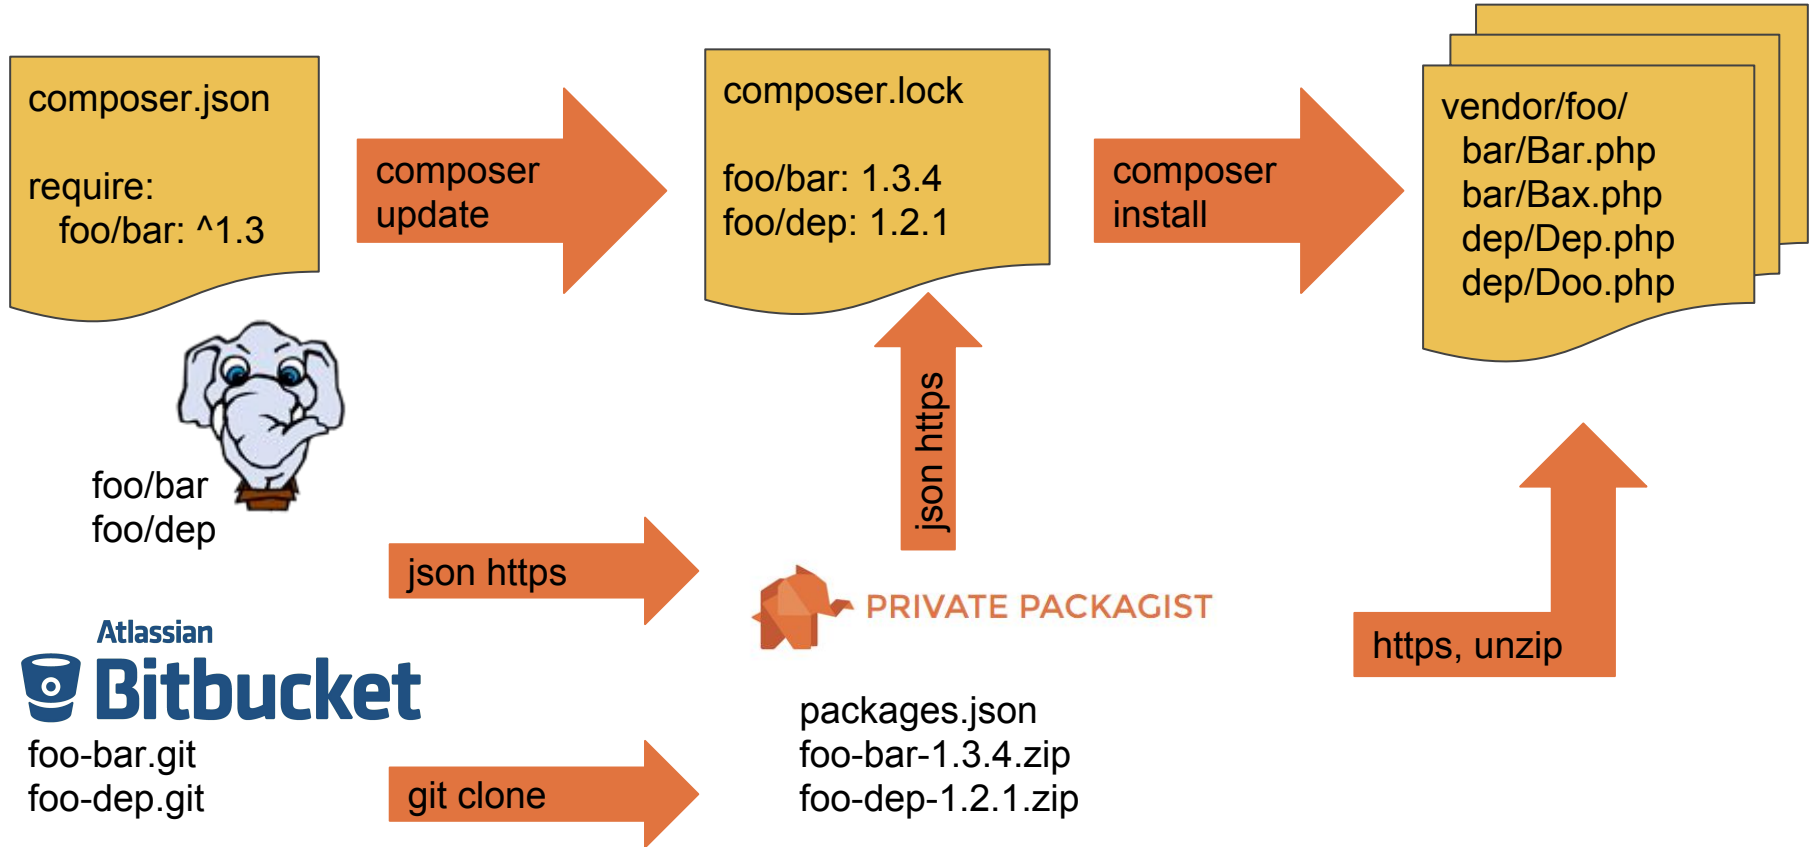 composer.json
require:
foo/bar: ^1.3
composer
update
composer.lock
foo/bar: 1.3.4
foo/dep: 1.2.1
composer
install
vendor/foo/
bar/Bar.php
bar/Bax.php
dep/Dep.php
dep/Doo.php
foo/bar
foo/dep
json https
json https
PRIVATE PACKAGIST
https, unzip
Atlassian
Bitbucket
foo-bar.git
foo-dep.git
git clone
packages.json
foo-bar-1.3.4.zip
foo-dep-1.2.1.zip